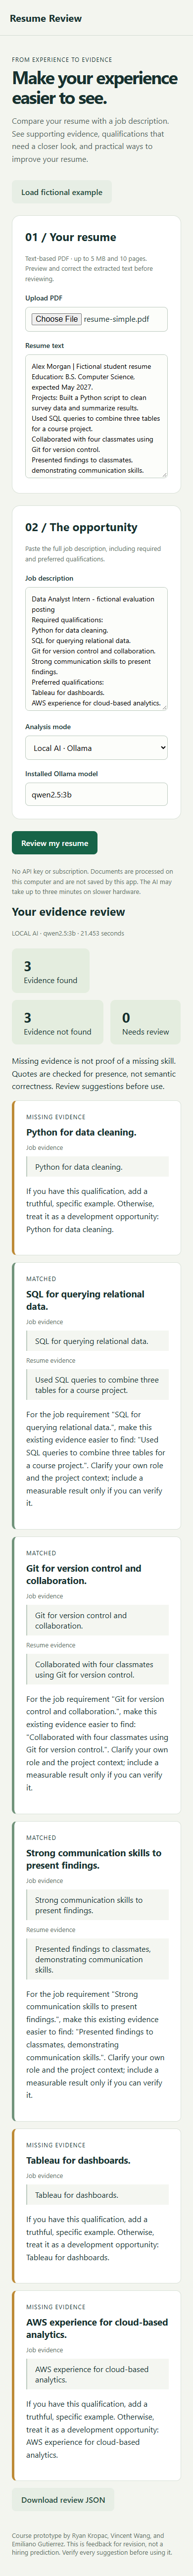 Resume Review
FROM EXPERIENCE TO EVIDENCE
Make your experience
easier to see.
Compare your resume with a job description.
See supporting evidence, qualifications that
need a closer look, and practical ways to
improve your resume.
Load fictional example
01 / Your resume
Text-based PDF · up to 5 MB and 10 pages.
Preview and correct the extracted text before
reviewing.
Upload PDF
Choose File resume-simple.pdf
Resume text
Alex Morgan | Fictional student resume
Education: B.S. Computer Science,
expected May 2027.
Projects: Built a Python script to clean
survey data and summarize results.
Used SQL queries to combine three tables
for a course project.
Collaborated with four classmates using
Git for version control.
Presented findings to classmates,
demonstrating communication skills.
02 / The opportunity
Paste the full job description, including required
and preferred qualifications.
Job description
Data Analyst Intern - fictional evaluation
posting
Required qualifications:
Python for data cleaning.
SQL for querying relational data.
Git for version control and collaboration.
Strong communication skills to present
findings.
Preferred qualifications:
Tableau for dashboards.
AWS experience for cloud-based analytics.
Analysis mode
Local AI · Ollama
Installed Ollama model
qwen2.5:3b
Review my resume
No API key or subscription. Documents are processed on
this computer and are not saved by this app. The AI may
take up to three minutes on slower hardware.
Your evidence review
LOCAL AI · qwen2.5:3b · 21.453 seconds
3
Evidence found
3
Evidence not found
0
Needs review
Missing evidence is not proof of a missing skill.
Quotes are checked for presence, not semantic
correctness. Review suggestions before use.
MISSING EVIDENCE
Python for data cleaning.
Job evidence
Python for data cleaning.
If you have this qualification, add a
truthful, specific example. Otherwise,
treat it as a development opportunity:
Python for data cleaning.
MATCHED
SQL for querying relational
data.
Job evidence
SQL for querying relational data.
Resume evidence
Used SQL queries to combine three
tables for a course project.
For the job requirement "SQL for
querying relational data.", make this
existing evidence easier to find: "Used
SQL queries to combine three tables for
a course project.". Clarify your own role
and the project context; include a
measurable result only if you can verify
it.
MATCHED
Git for version control and
collaboration.
Job evidence
Git for version control and
collaboration.
Resume evidence
Collaborated with four classmates
using Git for version control.
For the job requirement "Git for version
control and collaboration.", make this
existing evidence easier to find:
"Collaborated with four classmates using
Git for version control.". Clarify your own
role and the project context; include a
measurable result only if you can verify
it.
MATCHED
Strong communication skills to
present findings.
Job evidence
Strong communication skills to
present findings.
Resume evidence
Presented findings to classmates,
demonstrating communication
skills.
For the job requirement "Strong
communication skills to present
findings.", make this existing evidence
easier to find: "Presented findings to
classmates, demonstrating
communication skills.". Clarify your own
role and the project context; include a
measurable result only if you can verify
it.
MISSING EVIDENCE
Tableau for dashboards.
Job evidence
Tableau for dashboards.
If you have this qualification, add a
truthful, specific example. Otherwise,
treat it as a development opportunity:
Tableau for dashboards.
MISSING EVIDENCE
AWS experience for cloud-based
analytics.
Job evidence
AWS experience for cloud-based
analytics.
If you have this qualification, add a
truthful, specific example. Otherwise,
treat it as a development opportunity:
AWS experience for cloud-based
analytics.
Download review JSON
Course prototype by Ryan Kropac, Vincent Wang, and
Emiliano Gutierrez. This is feedback for revision, not a
hiring prediction. Verify every suggestion before using it.